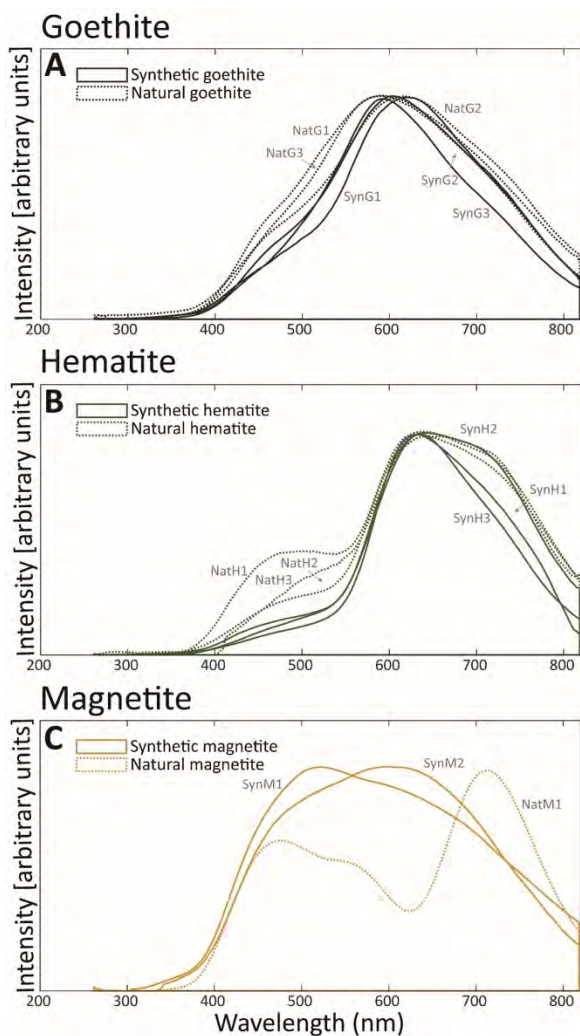 Goethite
A
Synthetic goethite
Natural goethite
NatG1
NatG2
NatG3
SynG1
SynG2
SynG3
Intensity [arbitrary units]
200 300 400 500 600 700 800
Hematite
B
Synthetic hematite
Natural hematite
SynH2
SynH1
NatH1
NatH2
NatH3
SynH3
Intensity [arbitrary units]
200 300 400 500 600 700 800
Magnetite
C
Synthetic magnetite
Natural magnetite
SynM1
SynM2
NatM1
Intensity [arbitrary units]
200 300 400 500 600 700 800
Wavelength (nm)